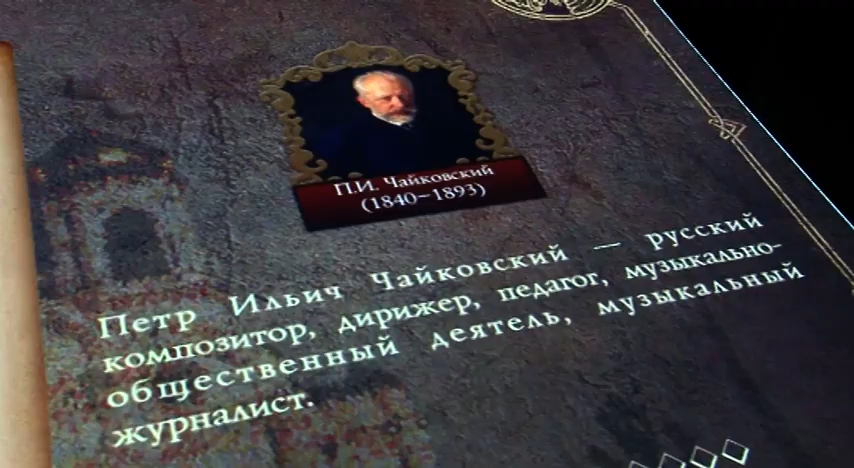 П.И. Чайковский
(1840–1893)
Петр Ильич Чайковский — русский
композитор, дирижер, педагог, музыкально-
общественный деятель, музыкальный
журналист.